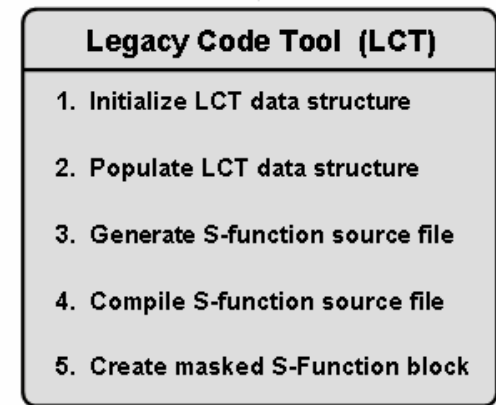 Legacy Code Tool (LCT)
1. Initialize LCT data structure
2. Populate LCT data structure
3. Generate S-function source file
4. Compile S-function source file
5. Create masked S-Function block